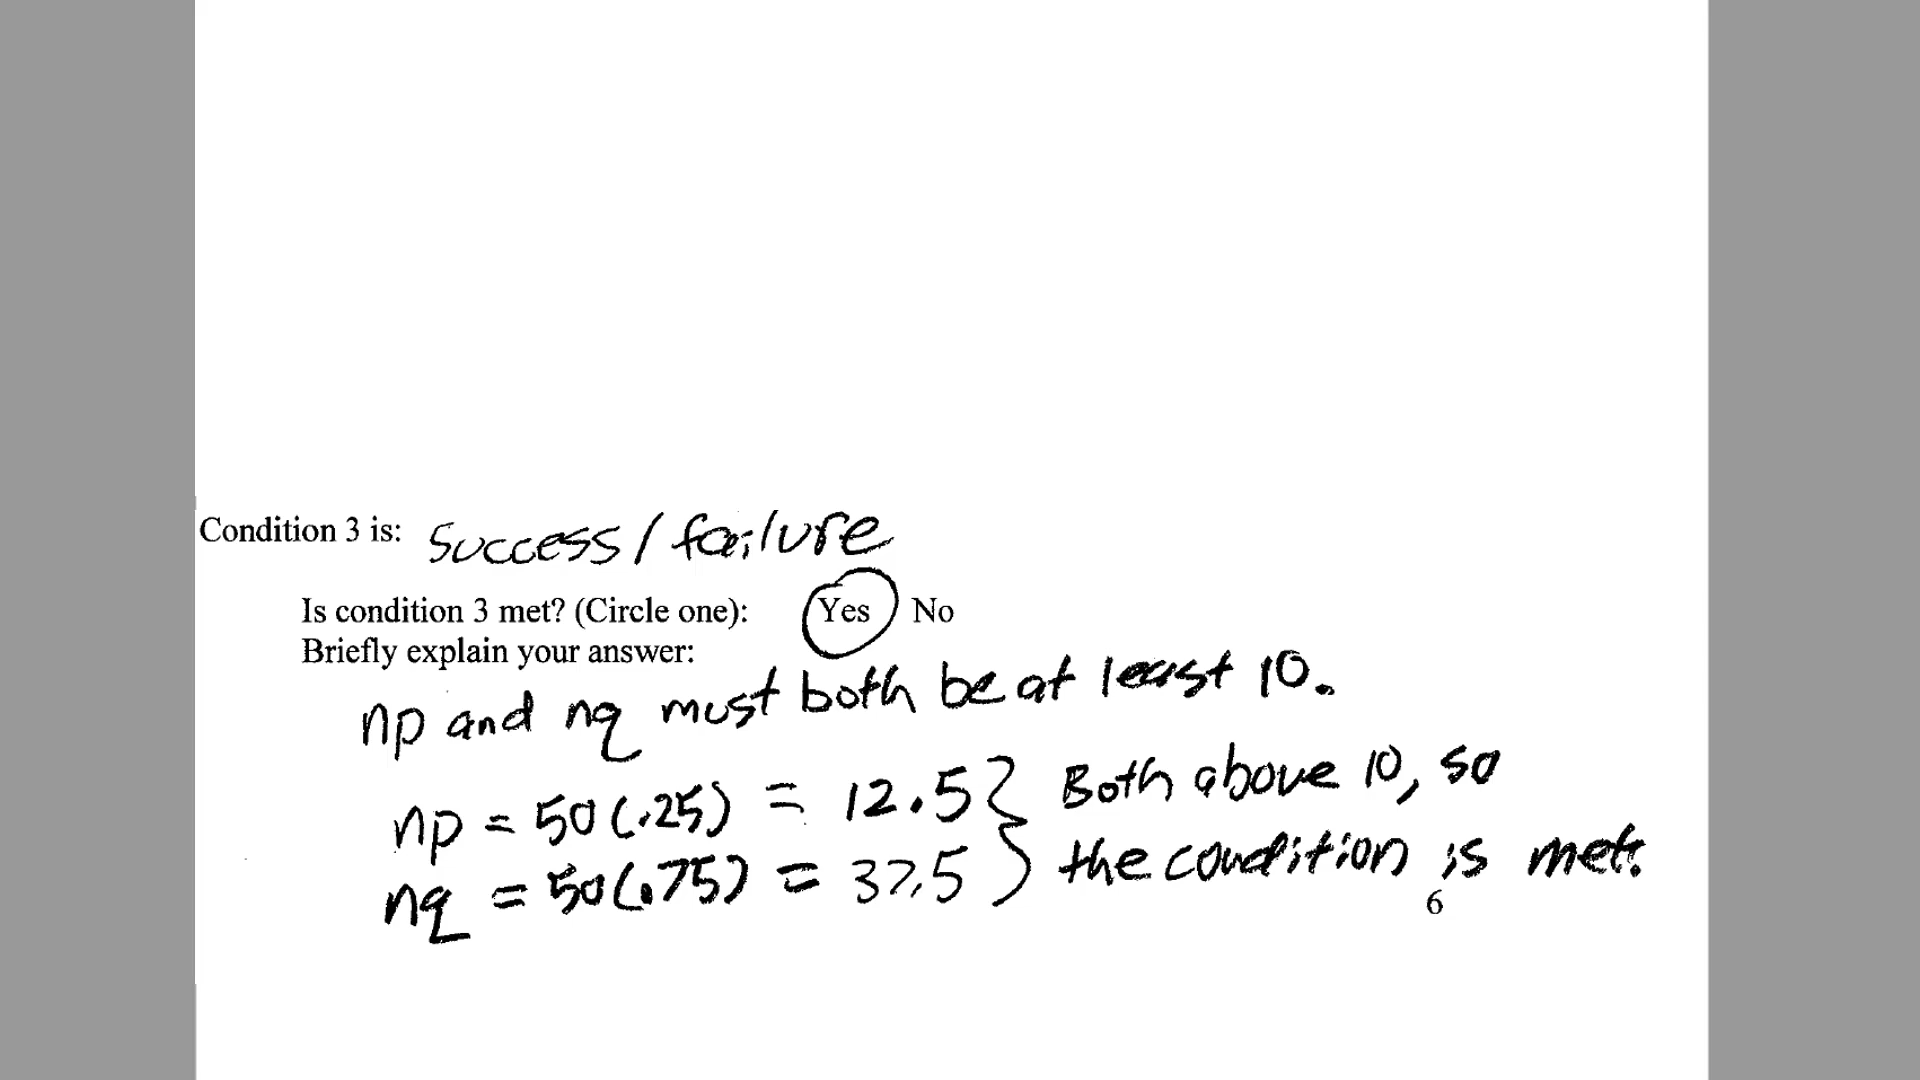 Condition 3 is: Success/failure
Is condition 3 met? (Circle one): Yes No
Briefly explain your answer:
np and nq must both be at least 10.
np = 50(.25) = 12.5 } Both above 10, so
nq = 50(.75) = 37.5 } the condition is met.
6